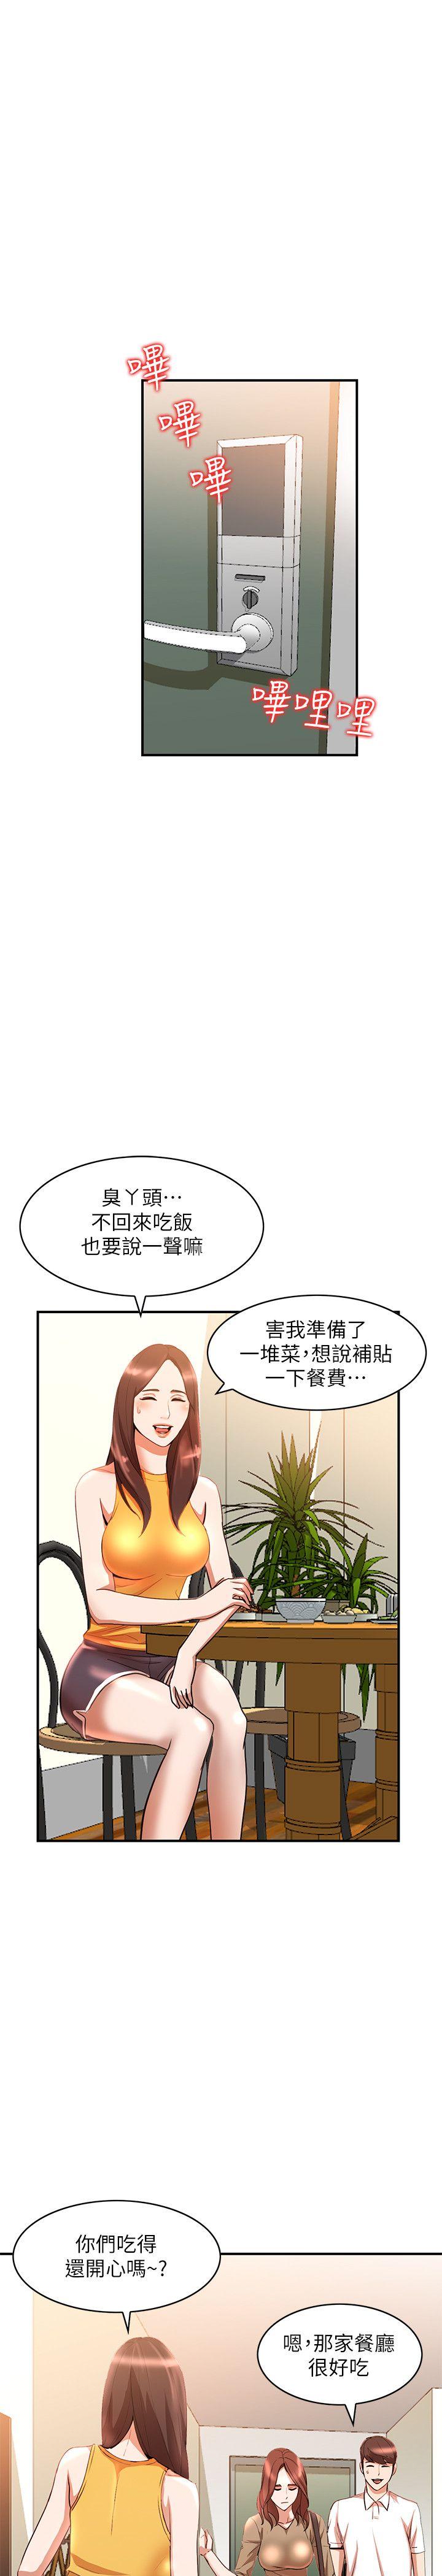 嗶
嗶
嗶
嗶哩哩
臭丫頭…
不回來吃飯
也要說一聲嘛
害我準備了
一堆菜,想說補貼
一下餐費…
你們吃得
還開心嗎~?
嗯,那家餐廳
很好吃